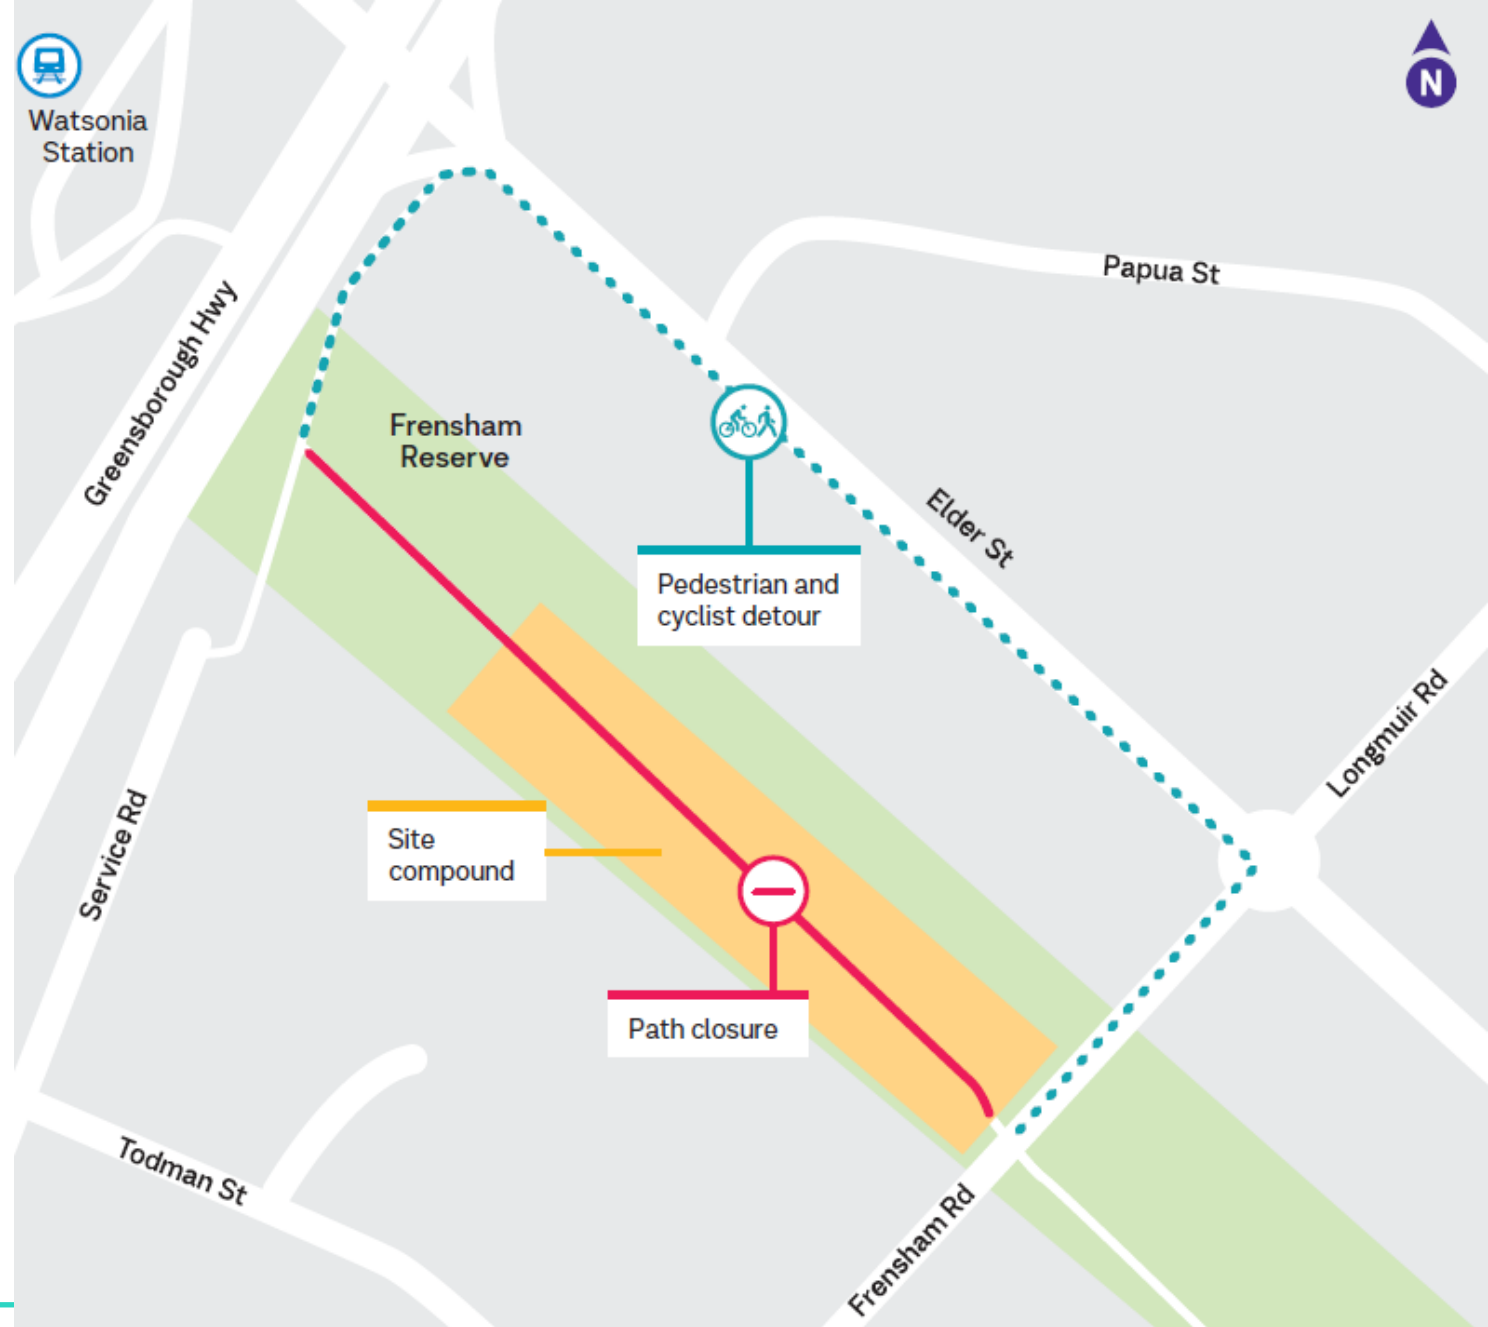 N
Watsonia
Station
Papua St
Greensborough Hwy
Frensham
Reserve
Elder St
Pedestrian and
cyclist detour
Longmuir Rd
Service Rd
Site
compound
Path closure
Todman St
Frensham Rd